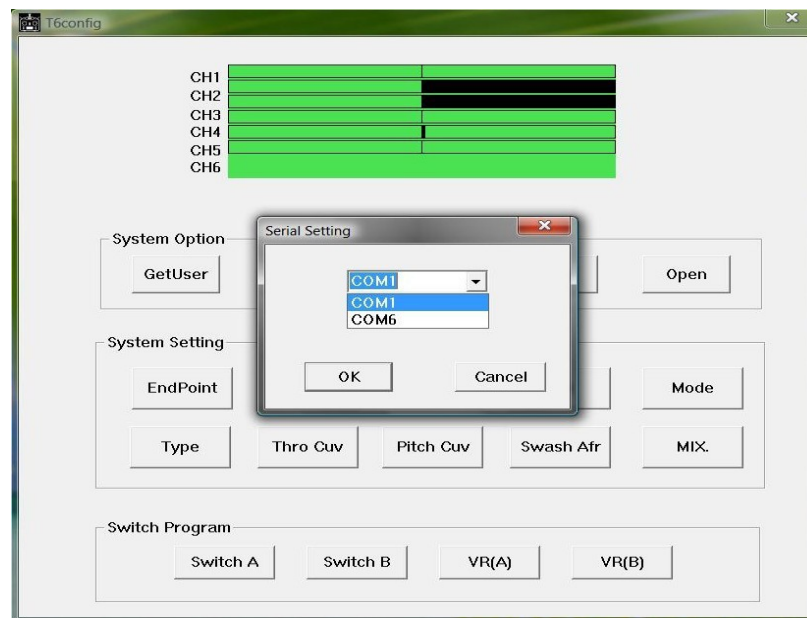 T6config
CH1
CH2
CH3
CH4
CH5
CH6
System Option
GetUser
Open
Serial Setting
COM1
COM1
COM6
OK
Cancel
System Setting
EndPoint
Mode
Type
Thro Cuv
Pitch Cuv
Swash Afr
MIX.
Switch Program
Switch A
Switch B
VR(A)
VR(B)